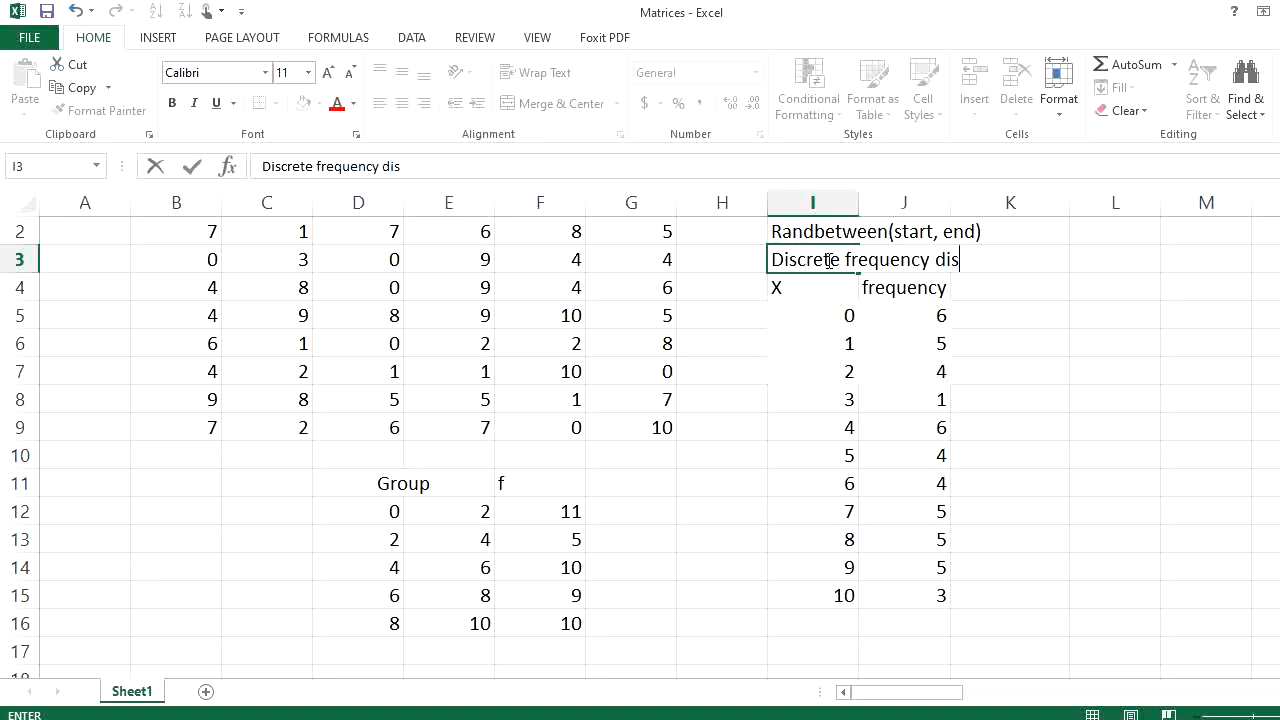 Matrices - Excel
?
FILE HOME INSERT PAGE LAYOUT FORMULAS DATA REVIEW VIEW Foxit PDF
Paste
Cut
Copy
Format Painter
Clipboard
Calibri 11 A A
B I U A
Font
Wrap Text
Merge & Center
Alignment
General
$ % ,
Number
Conditional Formatting
Format as Table
Cell Styles
Styles
Insert Delete Format
Cells
AutoSum
Fill
Clear
Sort & Filter
Find & Select
Editing
I3 fx Discrete frequency dis
A B C D E F G H I J K L M
2 7 1 7 6 8 5 Randbetween(start, end)
3 0 3 0 9 4 4 Discrete frequency dis
4 4 8 0 9 4 6 X frequency
5 4 9 8 9 10 5 0 6
6 6 1 0 2 2 8 1 5
7 4 2 1 1 10 0 2 4
8 9 8 5 5 1 7 3 1
9 7 2 6 7 0 10 4 6
10 5 4
11 Group f 6 4
12 0 2 11 7 5
13 2 4 5 8 5
14 4 6 10 9 5
15 6 8 9 10 3
16 8 10 10
17
18
Sheet1
ENTER